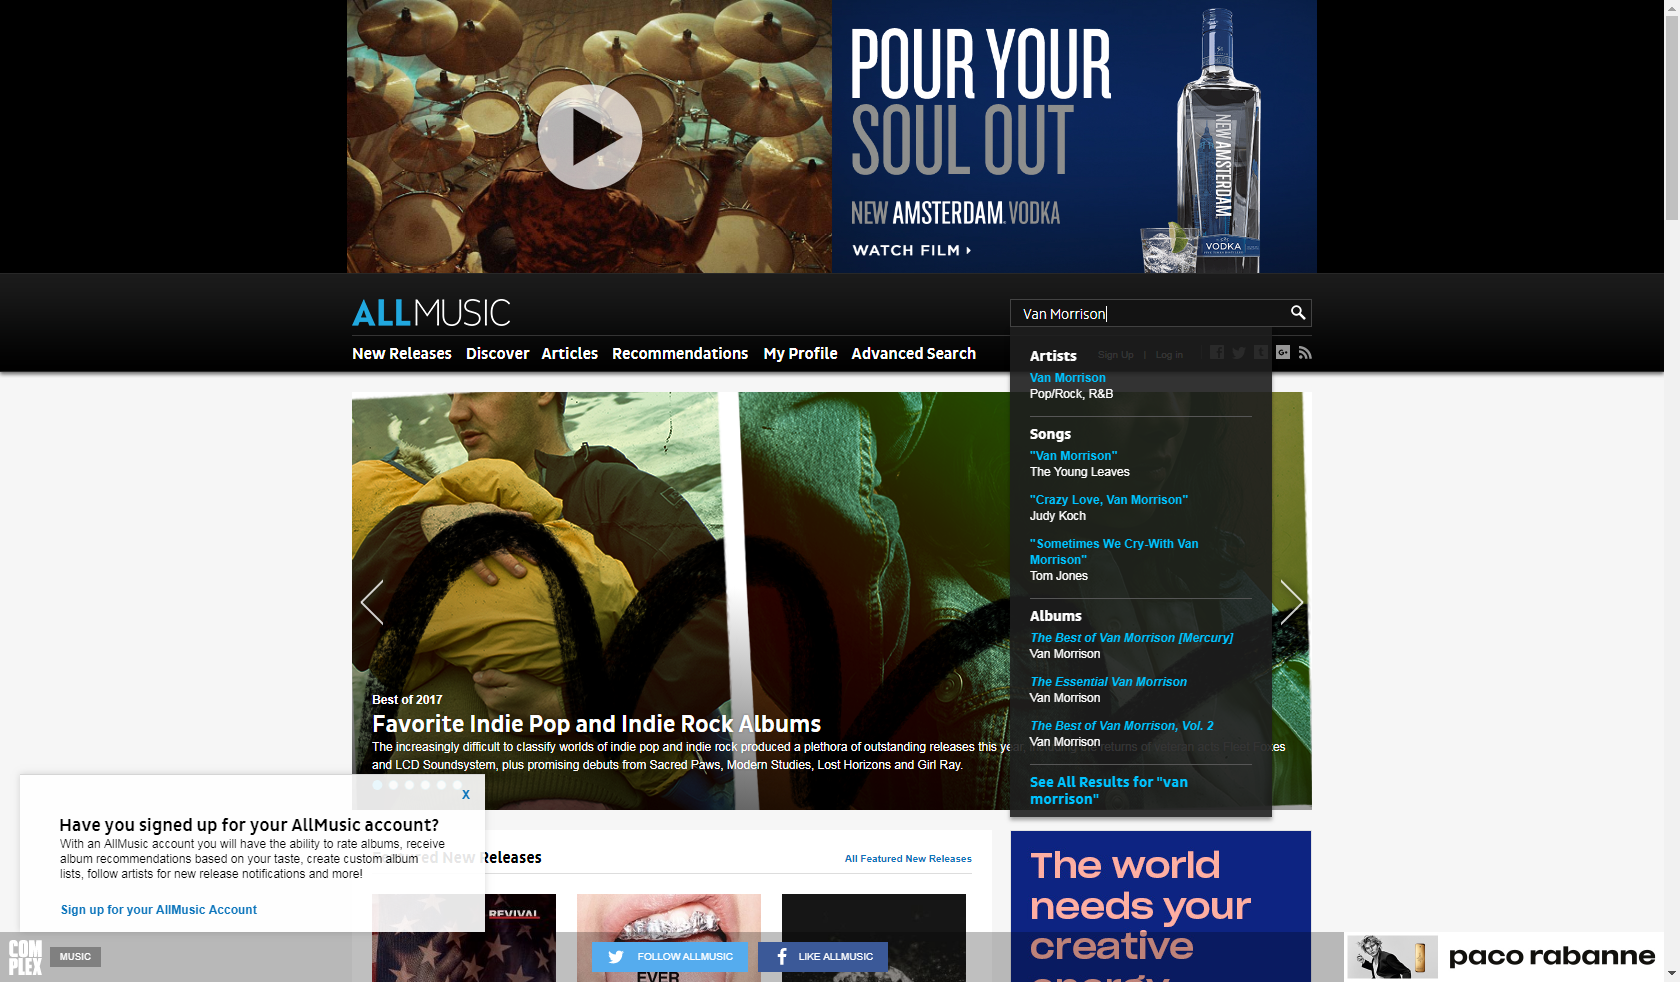 POUR YOUR
SOUL OUT
NEW AMSTERDAM. VODKA
WATCH FILM
NEW AMSTERDAM
VODKA
ALLMUSIC
Van Morrison
New Releases Discover Articles Recommendations My Profile Advanced Search
Sign Up | Log in
Artists
Van Morrison
Pop/Rock, R&B
Songs
"Van Morrison"
The Young Leaves
"Crazy Love, Van Morrison"
Judy Koch
"Sometimes We Cry-With Van
Morrison"
Tom Jones
Albums
The Best of Van Morrison [Mercury]
Van Morrison
The Essential Van Morrison
Van Morrison
The Best of Van Morrison, Vol. 2
Van Morrison
See All Results for "van
morrison"
Best of 2017
Favorite Indie Pop and Indie Rock Albums
The increasingly difficult to classify worlds of indie pop and indie rock produced a plethora of outstanding releases this year, including the returns of veteran acts Fleet Foxes
and LCD Soundsystem, plus promising debuts from Sacred Paws, Modern Studies, Lost Horizons and Girl Ray.
X
Have you signed up for your AllMusic account?
With an AllMusic account you will have the ability to rate albums, receive
album recommendations based on your taste, create custom album
lists, follow artists for new release notifications and more!
Sign up for your AllMusic Account
Featured New Releases
All Featured New Releases
REVIVAL
EVER
The world
needs your
creative
energy
COMPLEX
MUSIC
FOLLOW ALLMUSIC
LIKE ALLMUSIC
paco rabanne